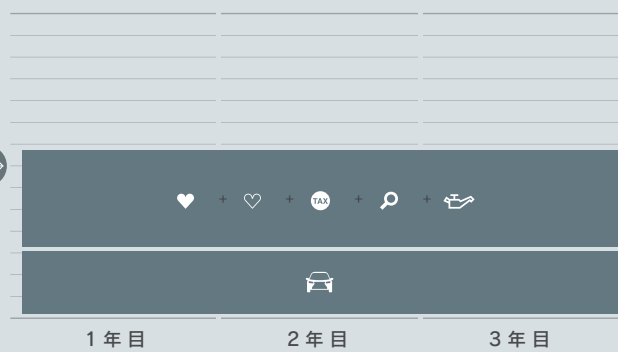 + + TAX + +
1年目 2年目 3年目